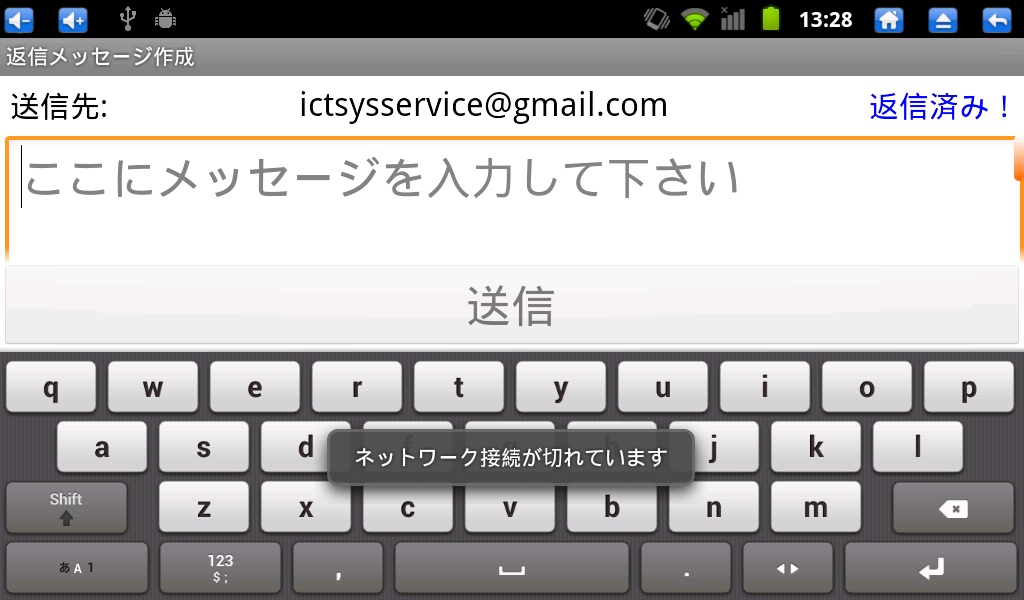 13:28
返信メッセージ作成
送信先: ictsysservice@gmail.com 返信済み！
ここにメッセージを入力して下さい
送信
q w e r t y u i o p
a s d j k l
ネットワーク接続が切れています
Shift z x c v b n m
あ A 1 123 $ ; , .